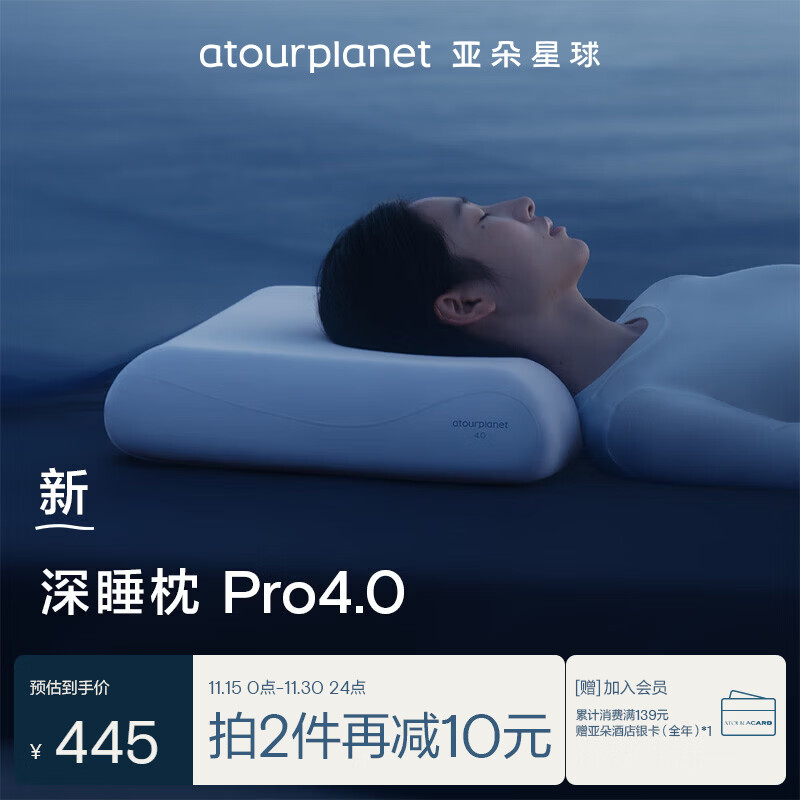 atourplanet 亚朵星球
atourplanet
4.0
新
深睡枕 Pro4.0
预估到手价
¥ 445
11.15 0点-11.30 24点
拍2件再减10元
[赠]加入会员
累计消费满139元
赠亚朵酒店银卡（全年）*1
ATOUR ACARD